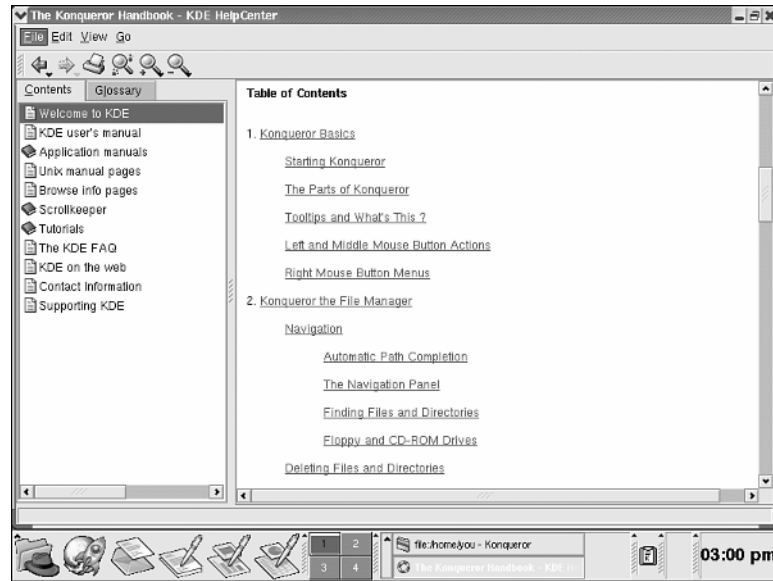 The Konqueror Handbook - KDE HelpCenter
File Edit View Go
Contents Glossary
Welcome to KDE
KDE user's manual
Application manuals
Unix manual pages
Browse info pages
Scrollkeeper
Tutorials
The KDE FAQ
KDE on the web
Contact Information
Supporting KDE
Table of Contents
1. Konqueror Basics
Starting Konqueror
The Parts of Konqueror
Tooltips and What's This ?
Left and Middle Mouse Button Actions
Right Mouse Button Menus
2. Konqueror the File Manager
Navigation
Automatic Path Completion
The Navigation Panel
Finding Files and Directories
Floppy and CD-ROM Drives
Deleting Files and Directories
1 2
3 4
file:/home/you - Konqueror
The Konqueror Handbook - KDE He
03:00 pm